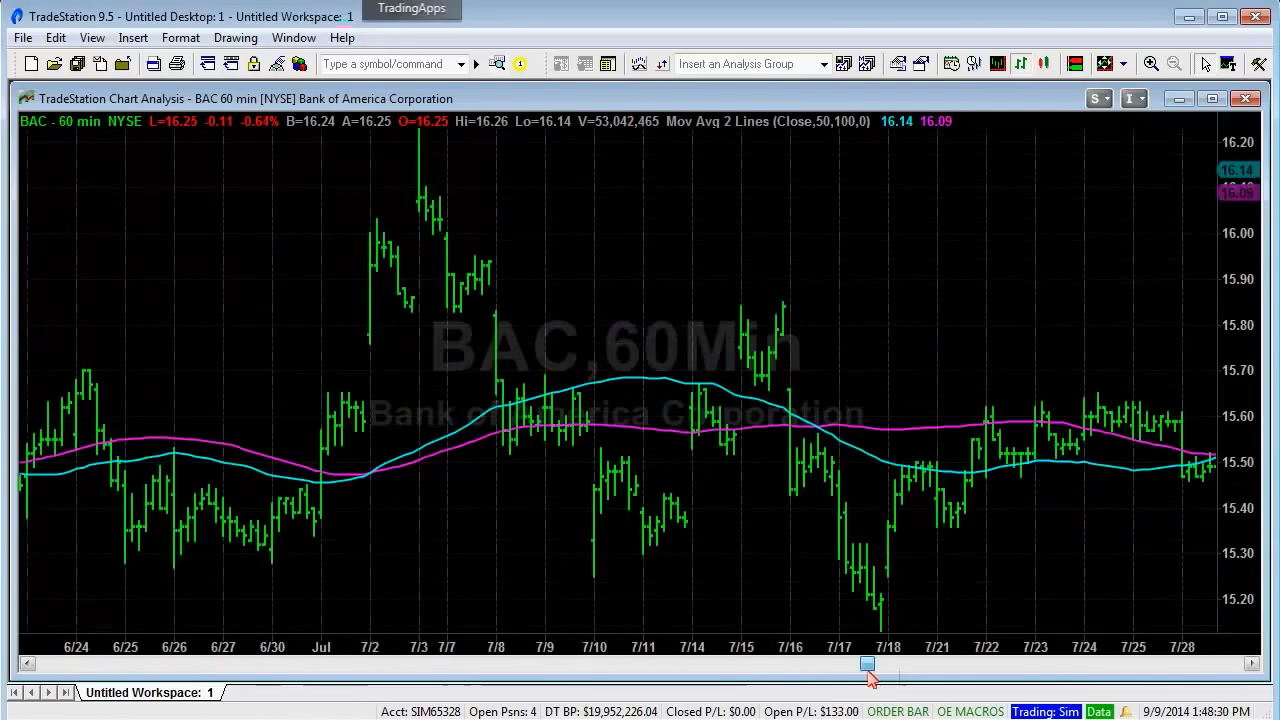 TradeStation 9.5 - Untitled Desktop: 1 - Untitled Workspace: 1
TradingApps
File Edit View Insert Format Drawing Window Help
Type a symbol/command Insert an Analysis Group
TradeStation Chart Analysis - BAC 60 min [NYSE] Bank of America Corporation
S I
BAC - 60 min NYSE L=16.25 -0.11 -0.64% B=16.24 A=16.25 O=16.25 Hi=16.26 Lo=16.14 V=53,042,465 Mov Avg 2 Lines (Close,50,100,0) 16.14 16.09
16.20
16.14
16.09
16.00
15.90
15.80
BAC,60Min
15.70
Bank of America Corporation
15.60
15.50
15.40
15.30
15.20
6/24 6/25 6/26 6/27 6/30 Jul 7/2 7/3 7/7 7/8 7/9 7/10 7/11 7/14 7/15 7/16 7/17 7/18 7/21 7/22 7/23 7/24 7/25 7/28
Untitled Workspace: 1
Acct: SIM65328 Open Psns: 4 DT BP: $19,952,226.04 Closed P/L: $0.00 Open P/L: $133.00 ORDER BAR OE MACROS Trading: Sim Data 9/9/2014 1:48:30 PM